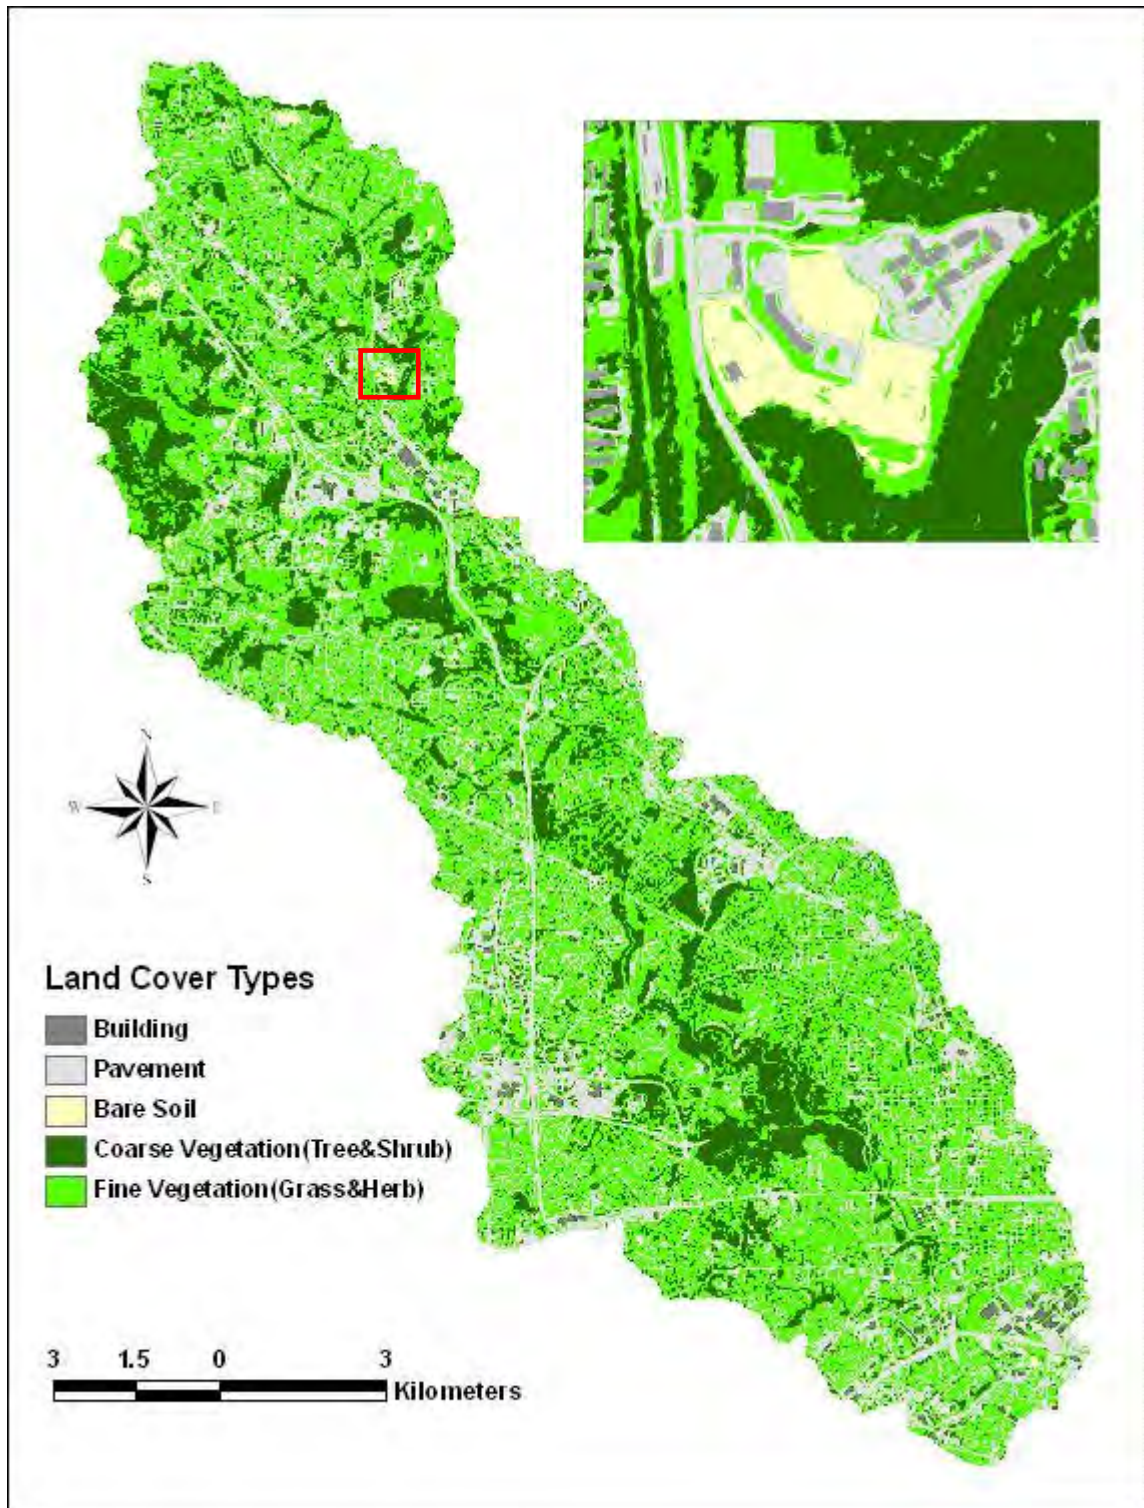 N
W E
S
Land Cover Types
Building
Pavement
Bare Soil
Coarse Vegetation(Tree&Shrub)
Fine Vegetation(Grass&Herb)
3 1.5 0 3
Kilometers